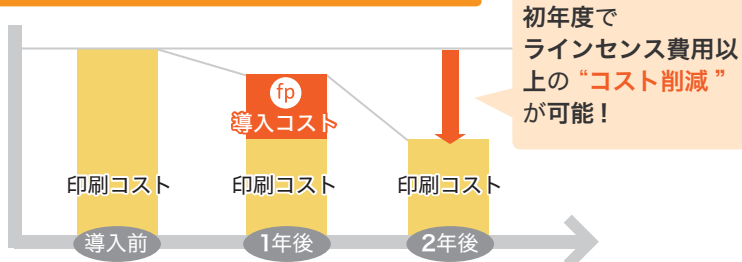 初年度で
ラインセンス費用以
上の“コスト削減”
が可能！
fp
導入コスト
印刷コスト
印刷コスト
印刷コスト
導入前
1年後
2年後